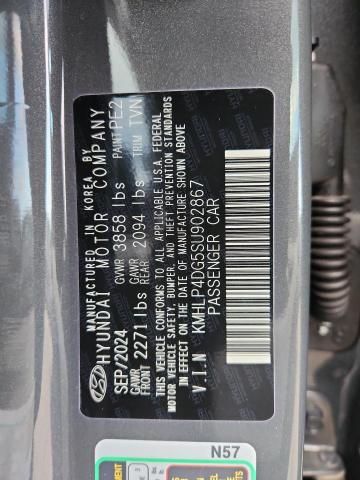 MANUFACTURED IN KOREA BY
HYUNDAI MOTOR COMPANY
SEP/2024 GVWR 3858 lbs PAINT PE2
GAWR FRONT 2271 lbs GAWR REAR 2094 lbs TRIM TVN
THIS VEHICLE CONFORMS TO ALL APPLICABLE U.S.A. FEDERAL
MOTOR VEHICLE SAFETY, BUMPER, AND THEFT PREVENTION STANDARDS
IN EFFECT ON THE DATE OF MANUFACTURE SHOWN ABOVE
V.I.N KMHLP4DG5SU902867
PASSENGER CAR
N57